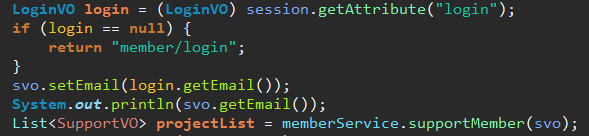 LoginVO login = (LoginVO) session.getAttribute("login");
if (login == null) {
return "member/login";
}
svo.setEmail(login.getEmail());
System.out.println(svo.getEmail());
List<SupportVO> projectList = memberService.supportMember(svo);